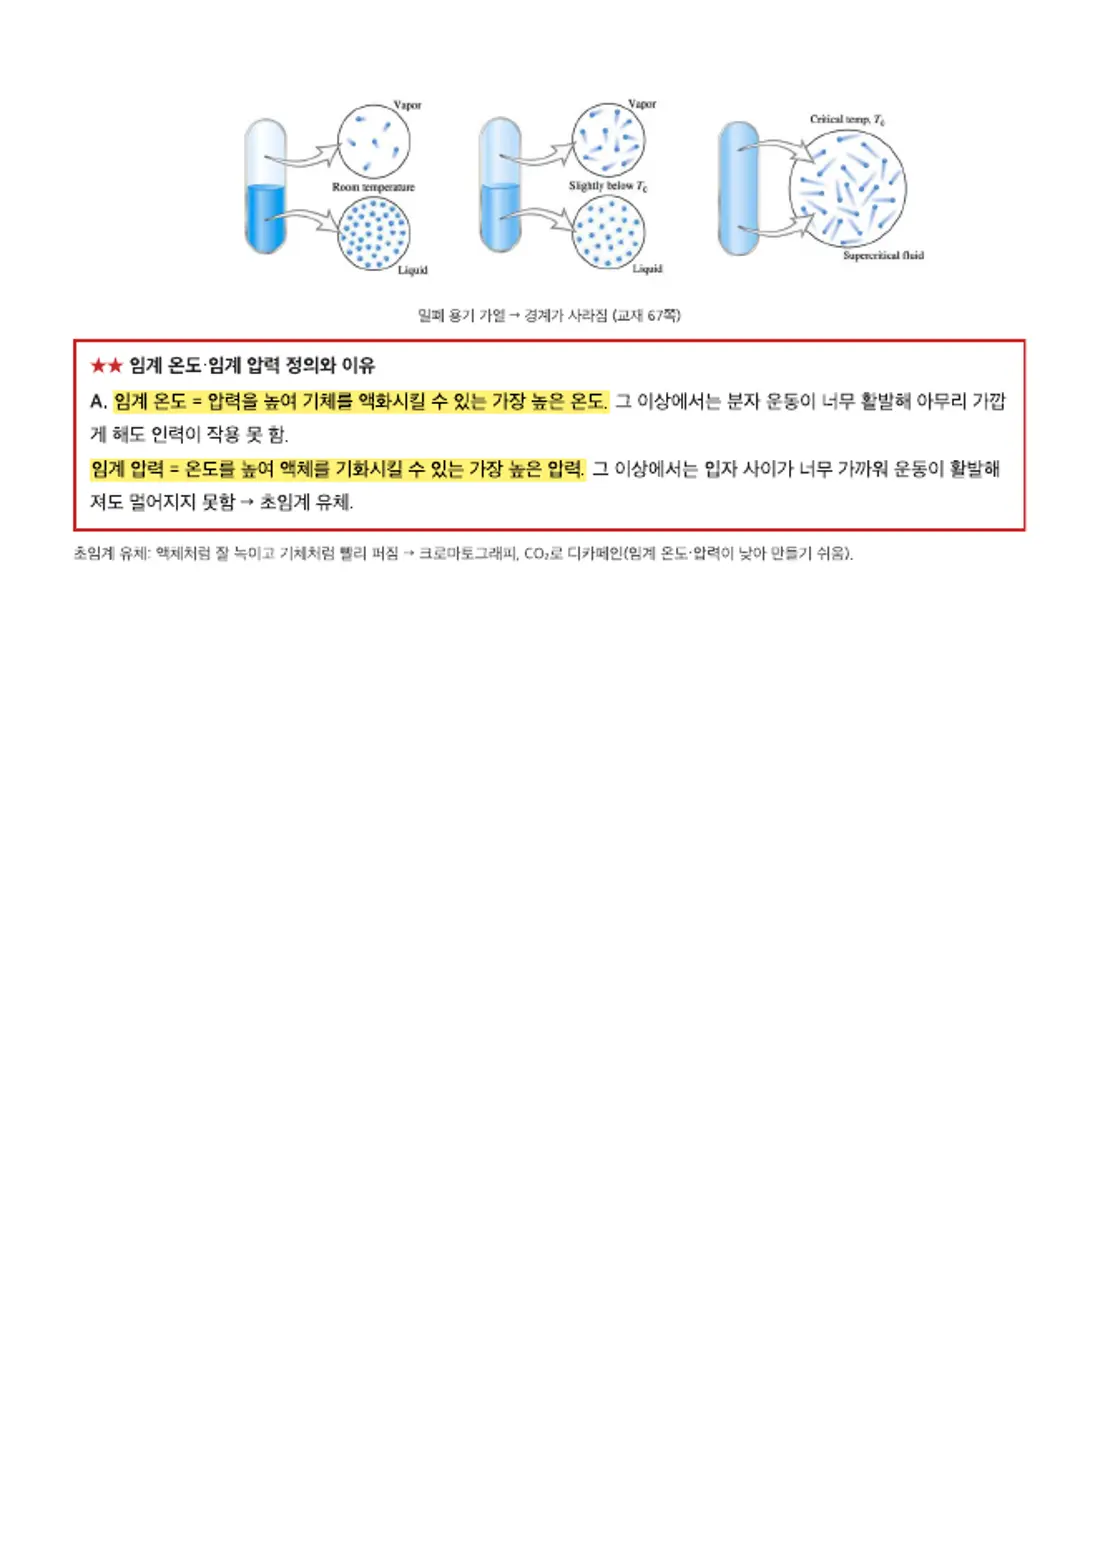 Vapor
Room temperature
Liquid
Vapor
Slightly below T₀
Liquid
Critical temp, T₀
Supercritical fluid
밀폐 용기 가열 → 경계가 사라짐 (교재 67쪽)
★★ 임계 온도·임계 압력 정의와 이유
A. 임계 온도 = 압력을 높여 기체를 액화시킬 수 있는 가장 높은 온도. 그 이상에서는 분자 운동이 너무 활발해 아무리 가깝
게 해도 인력이 작용 못 함.
임계 압력 = 온도를 높여 액체를 기화시킬 수 있는 가장 높은 압력. 그 이상에서는 입자 사이가 너무 가까워 운동이 활발해
져도 멀어지지 못함 → 초임계 유체.
초임계 유체: 액체처럼 잘 녹이고 기체처럼 빨리 퍼짐 → 크로마토그래피, CO₂로 디카페인(임계 온도·압력이 낮아 만들기 쉬움).